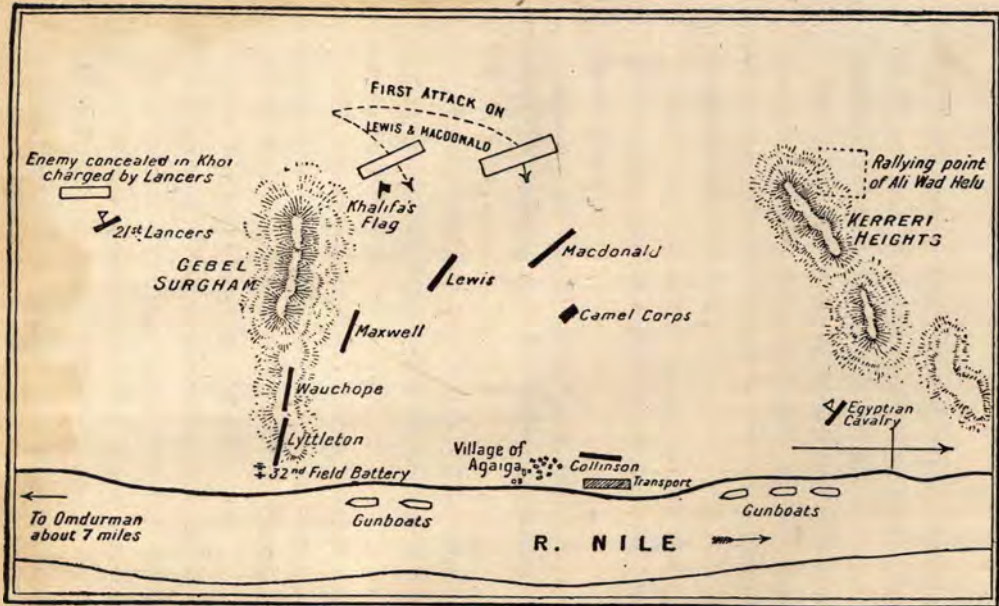 FIRST ATTACK ON
LEWIS & MACDONALD
Enemy concealed in Khor
charged by Lancers
21st Lancers
Khalifa's
Flag
Rallying point
of Ali Wad Helu
KERRERI
HEIGHTS
GEBEL
SURGHAM
Lewis
Macdonald
Camel Corps
Maxwell
Wauchope
Lyttleton
32nd Field Battery
Village of
Agaiga
Collinson
Transport
Egyptian
Cavalry
To Omdurman
about 7 miles
Gunboats
Gunboats
R. NILE